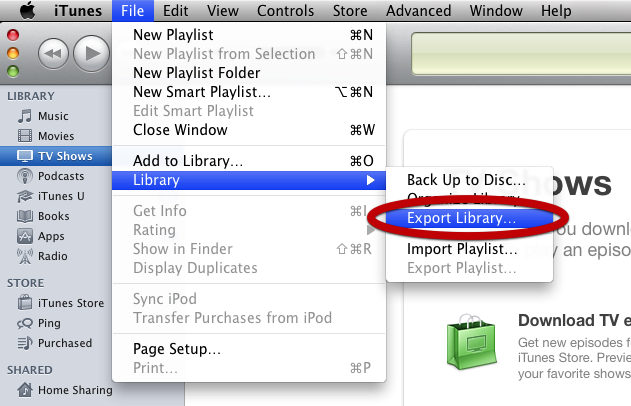 iTunes File Edit View Controls Store Advanced Window Help
New Playlist ⌘N
New Playlist from Selection ⇧⌘N
New Playlist Folder
New Smart Playlist... ⌥⌘N
Edit Smart Playlist
Close Window ⌘W
Add to Library... ⌘O
Library
Get Info ⌘I
Rating
Show in Finder ⇧⌘R
Display Duplicates
Sync iPod
Transfer Purchases from iPod
Page Setup...
Print... ⌘P
Back Up to Disc...
Organize Library...
Export Library...
Import Playlist...
Export Playlist...
LIBRARY
Music
Movies
TV Shows
Podcasts
iTunes U
Books
Apps
Radio
STORE
iTunes Store
Ping
Purchased
SHARED
Home Sharing
Shows
you download
an episo
Download TV e
Get new episodes f
iTunes Store. Previe
your favorite shows